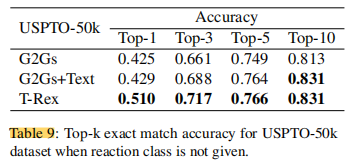 USPTO-50k Accuracy
Top-1 Top-3 Top-5 Top-10
G2Gs 0.425 0.661 0.749 0.813
G2Gs+Text 0.429 0.688 0.764 0.831
T-Rex 0.510 0.717 0.766 0.831
Table 9: Top-k exact match accuracy for USPTO-50k
dataset when reaction class is not given.